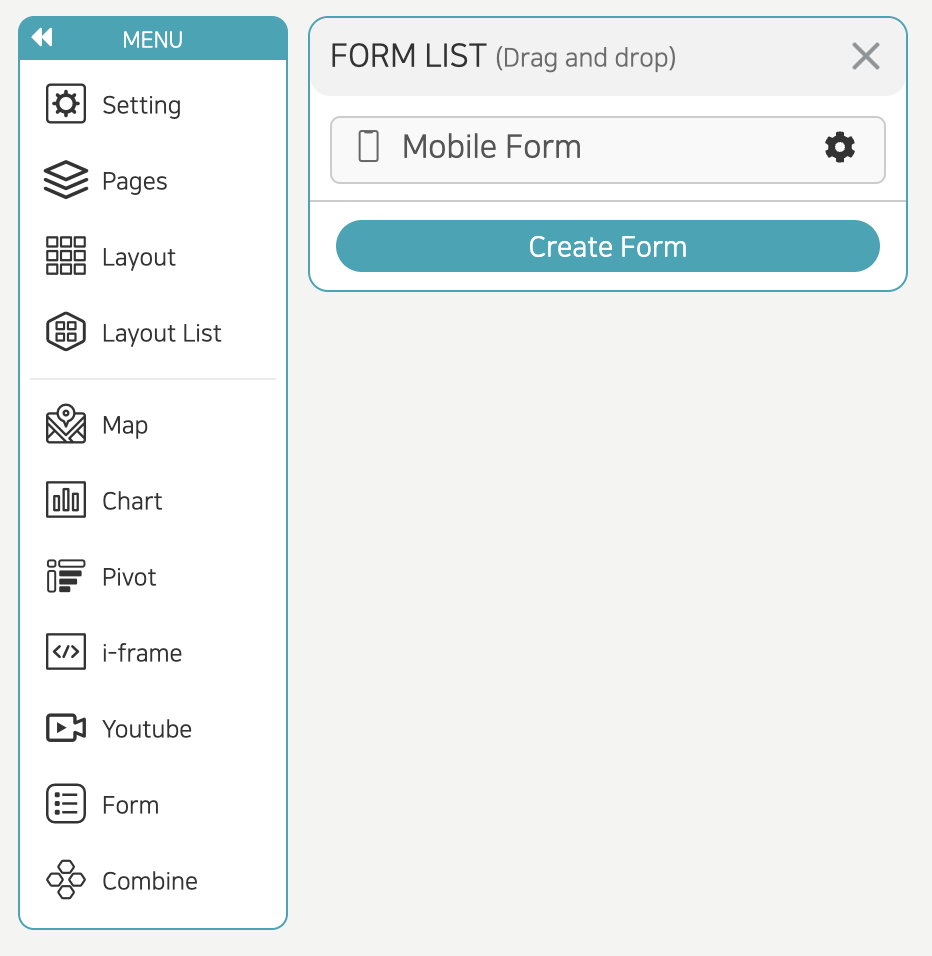 MENU
Setting
Pages
Layout
Layout List
Map
Chart
Pivot
i-frame
Youtube
Form
Combine
FORM LIST (Drag and drop)
Mobile Form
Create Form